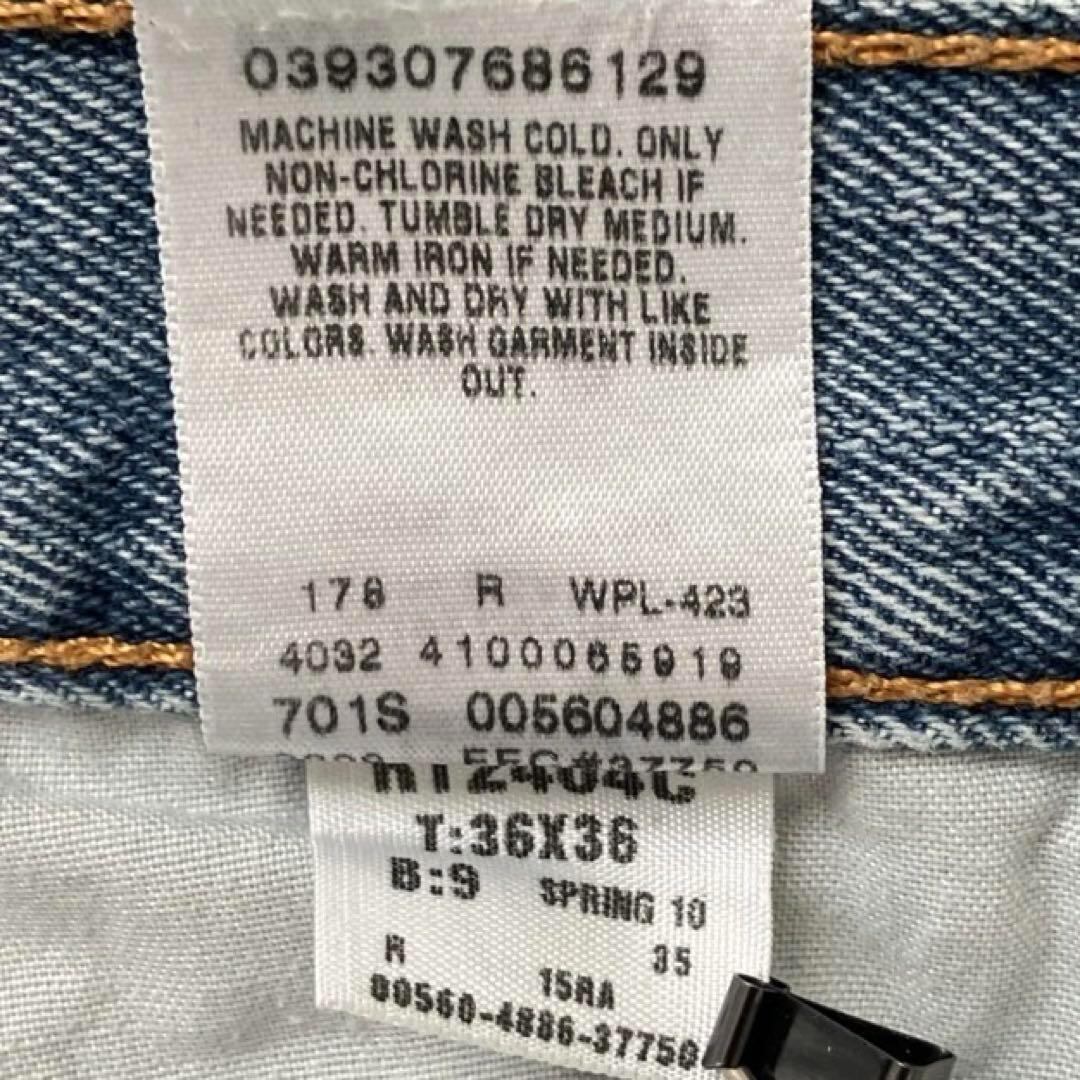 039307686129
MACHINE WASH COLD. ONLY
NON-CHLORINE BLEACH IF
NEEDED. TUMBLE DRY MEDIUM.
WARM IRON IF NEEDED.
WASH AND DRY WITH LIKE
COLORS. WASH GARMENT INSIDE
OUT.
178 R WPL-423
4032 4100065919
701S 005604886
T:36X36
B:9 SPRING 10
R 35
15RA
00560-4886-37750